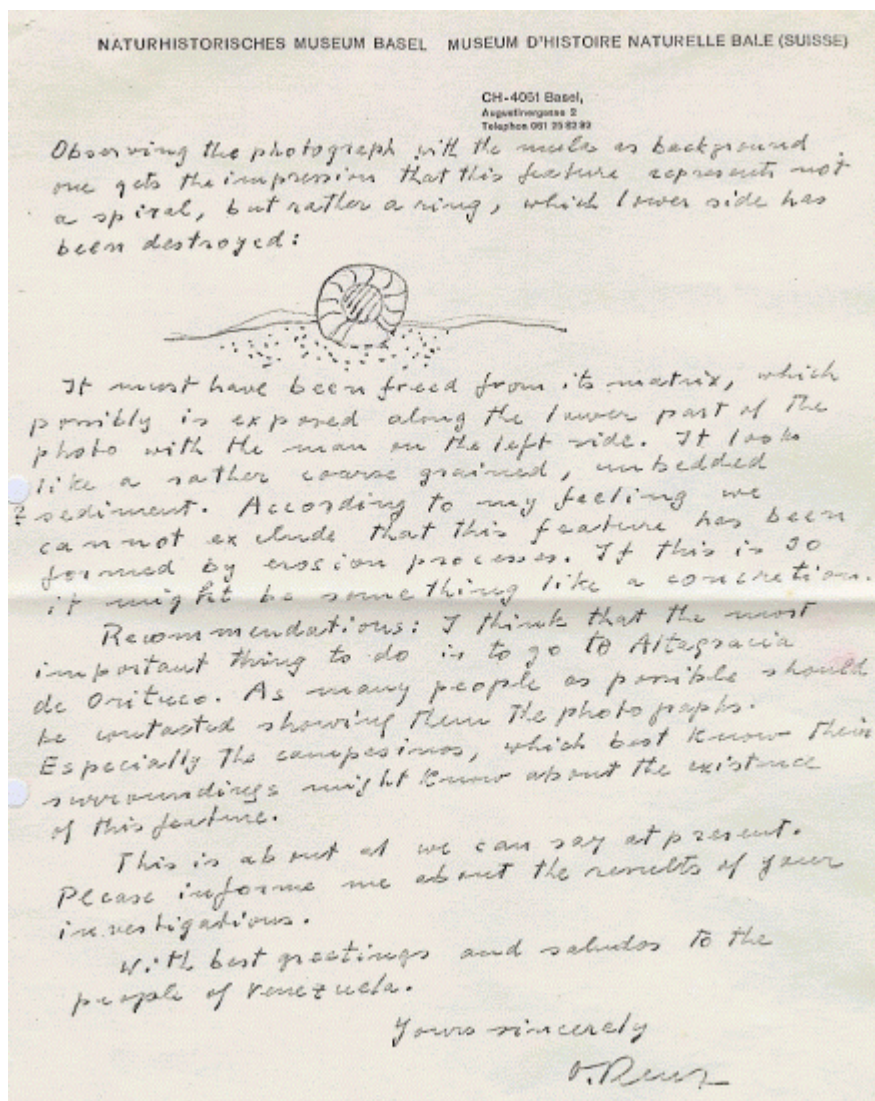 NATURHISTORISCHES MUSEUM BASEL MUSEUM D'HISTOIRE NATURELLE BALE (SUISSE)
CH-4051 Basel,
Augustinergasse 2
Telephon 061 25 82 82
Observing the photograph with the mula as background
one gets the impression that this feature represents not
a spiral, but rather a ring, which lower side has
been destroyed:
It must have been freed from its matrix, which
possibly is exposed along the lower part of the
photo with the man on the left side. It looks
like a rather coarse grained, unbedded
? sediment. According to my feeling we
cannot exclude that this feature has been
formed by erosion processes. If this is so
it might be something like a concretion.
Recommendations: I think that the most
important thing to do is to go to Altagracia
de Orituco. As many people as possible should
be contacted showing them the photographs.
Especially the campesinos, which best know their
surroundings might know about the existence
of this feature.
This is about at we can say at present.
Please informe me about the results of your
investigations.
With best greetings and saludos to the
people of Venezuela.
Yours sincerely